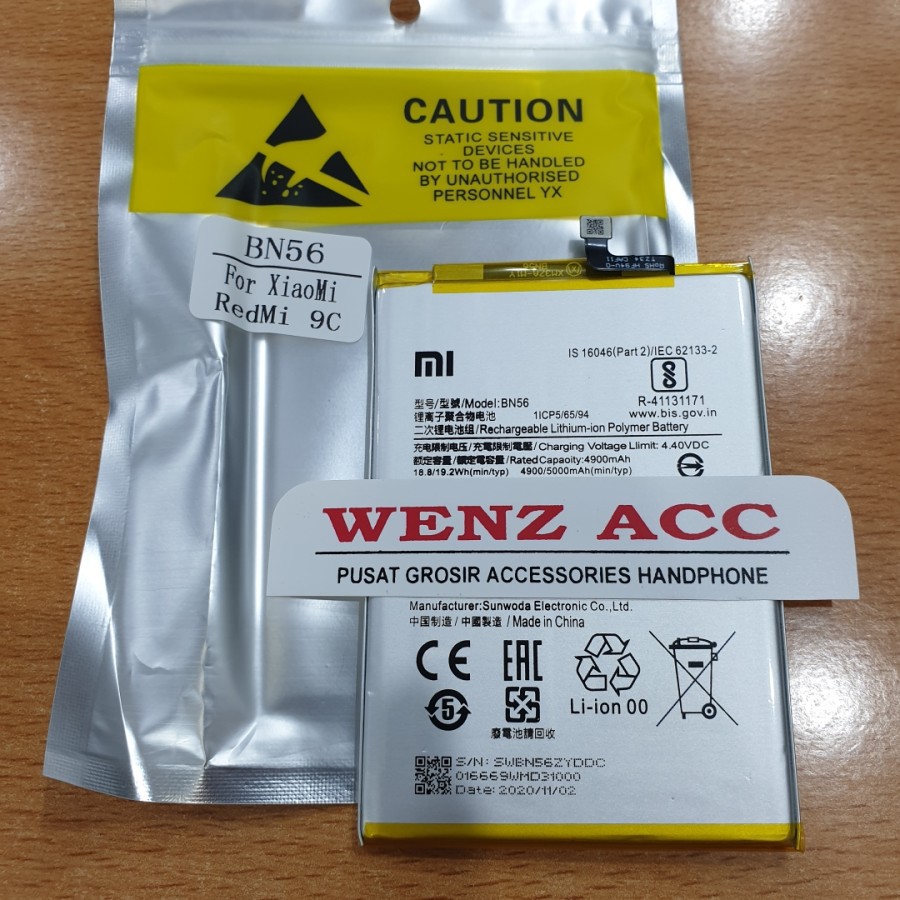 CAUTION
STATIC SENSITIVE
DEVICES
NOT TO BE HANDLED
BY UNAUTHORISED
PERSONNEL YX
BN56
For XiaoMi
RedMi 9C
RoHS HF94V-0
TZ34 CAF11
mi
IS 16046(Part 2)/IEC 62133-2
R-41131171
www.bis.gov.in
型号/型號/Model:BN56
锂离子聚合物电池 1ICP5/65/94
二次锂电池组/Rechargeable Lithium-ion Polymer Battery
充电限制电压/充電限制電壓/Charging Voltage Llimit: 4.40VDC
额定容量/額定電容量/Rated Capacity:4900mAh
18.8/19.2Wh(min/typ) 4900/5000mAh(min/typ)
WENZ ACC
PUSAT GROSIR ACCESSORIES HANDPHONE
Manufacturer:Sunwoda Electronic Co.,Ltd.
中国制造/中國製造/Made in China
CE EAC
5
Li-ion 00
廢電池請回收
S/N: SWBN56ZYDDC
016669WMD31000
Date: 2020/11/02